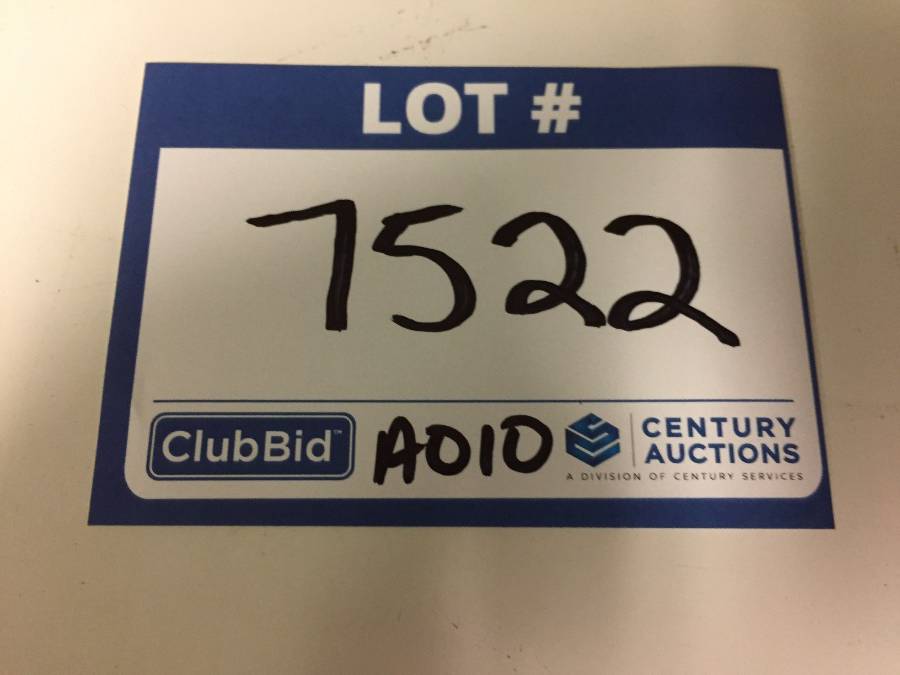 LOT #
7522
ClubBid™ A010 CENTURY AUCTIONS
A DIVISION OF CENTURY SERVICES